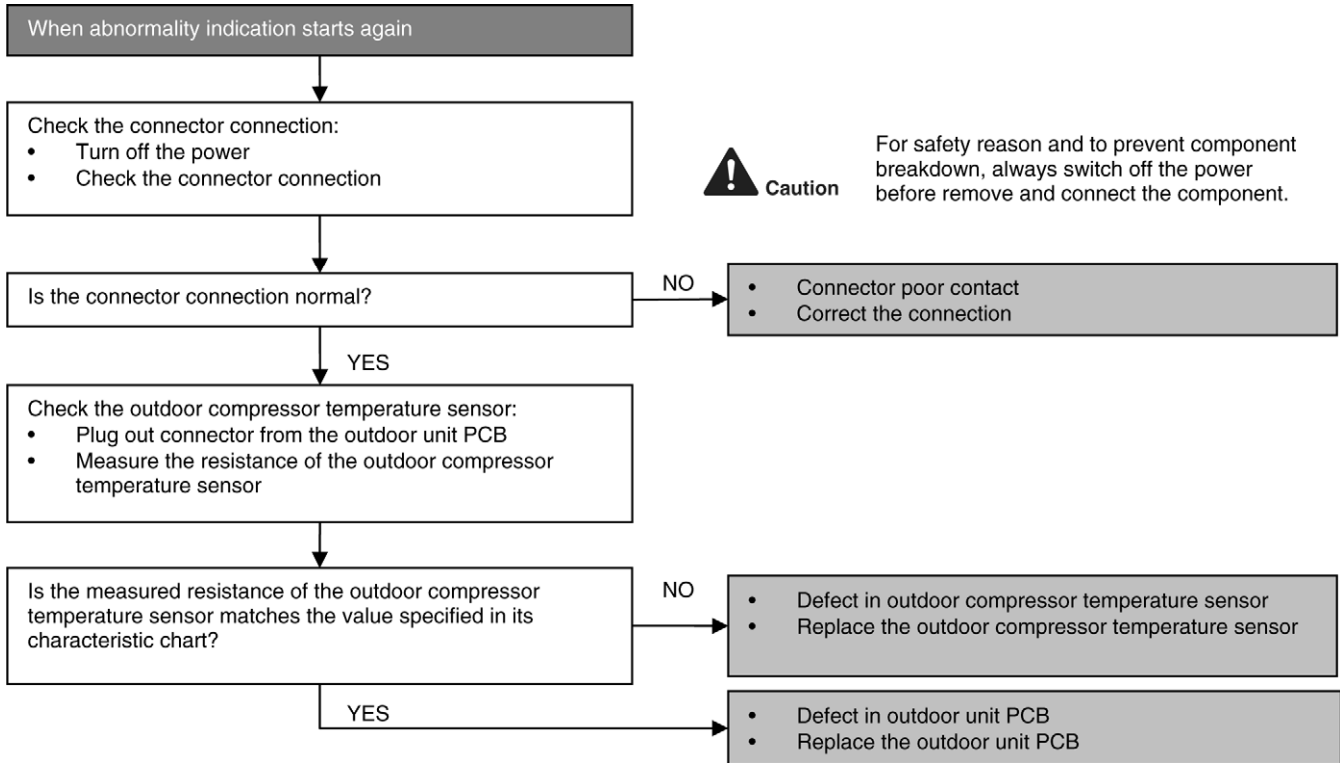 When abnormality indication starts again
Check the connector connection:
• Turn off the power
• Check the connector connection
Caution
For safety reason and to prevent component
breakdown, always switch off the power
before remove and connect the component.
Is the connector connection normal?
NO
• Connector poor contact
• Correct the connection
YES
Check the outdoor compressor temperature sensor:
• Plug out connector from the outdoor unit PCB
• Measure the resistance of the outdoor compressor
temperature sensor
Is the measured resistance of the outdoor compressor
temperature sensor matches the value specified in its
characteristic chart?
NO
• Defect in outdoor compressor temperature sensor
• Replace the outdoor compressor temperature sensor
YES
• Defect in outdoor unit PCB
• Replace the outdoor unit PCB